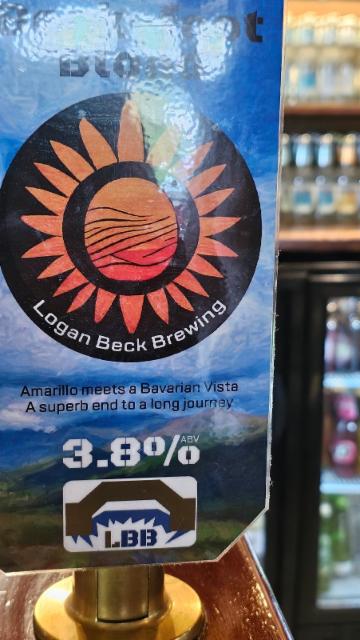 Logan Beck Brewing
Amarillo meets a Bavarian Vista
A superb end to a long journey
3.8% ABV
LBB